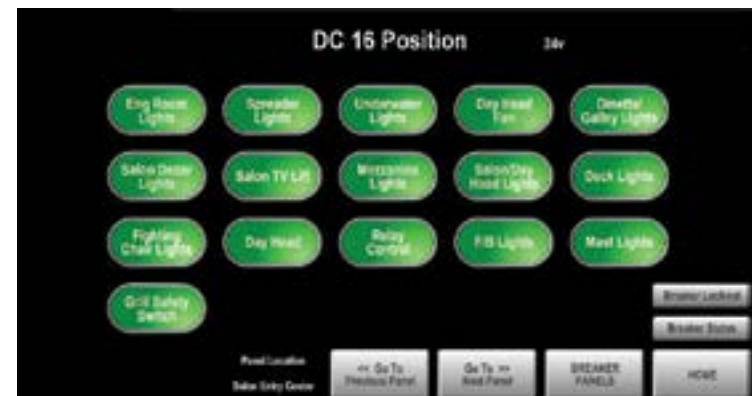 DC 16 Position
24v
Eng Room
Lights
Spreader
Lights
Underwater
Lights
Day Head
Fan
Dinette/
Galley Lights
Salon Decor
Lights
Salon TV Lift
Mezzanine
Lights
Salon/Day
Head Lights
Dock Lights
Fighting
Chair Lights
Day Head
Relay
Control
F/B Lights
Mast Lights
Grill Safety
Switch
Breaker Lockout
Breaker Status
Panel Location
Salon Entry Center
<< Go To
Previous Panel
Go To >>
Next Panel
BREAKER
PANELS
HOME